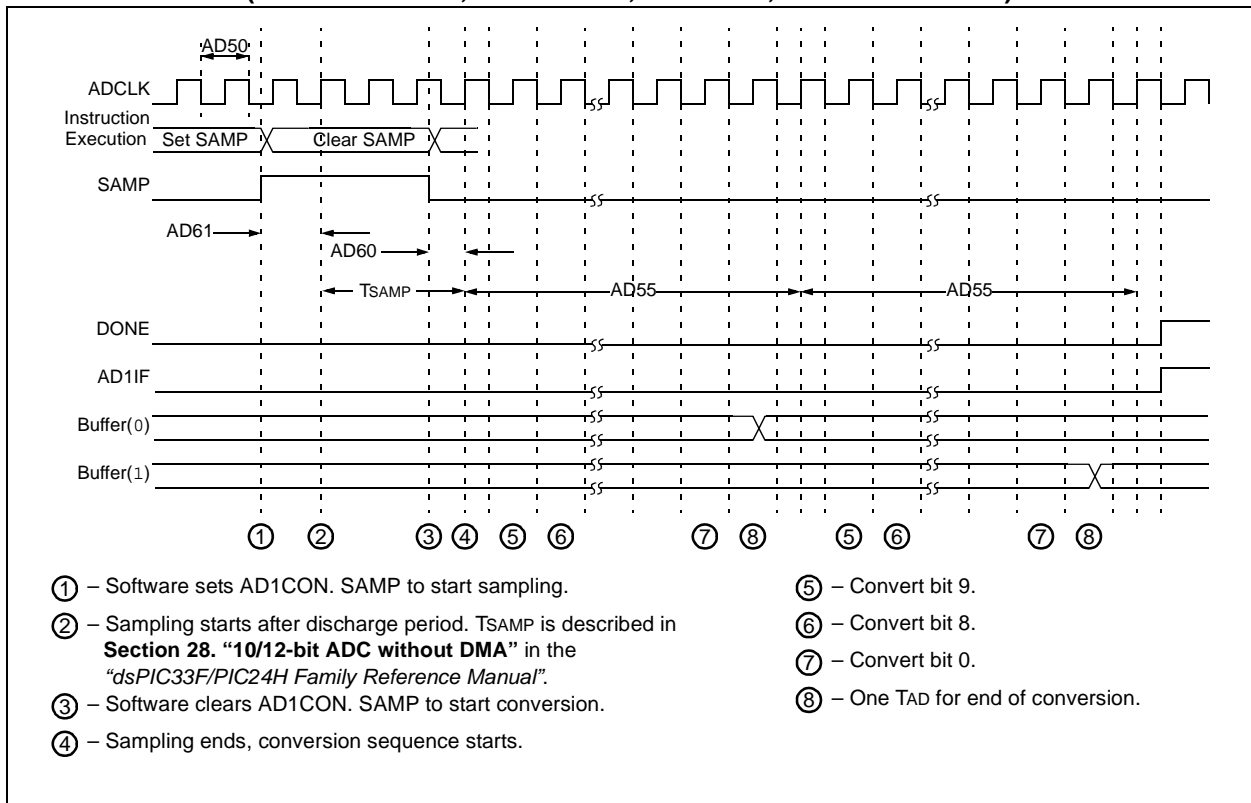 AD50
ADCLK
Instruction
Execution Set SAMP Clear SAMP
SAMP
AD61
AD60
TSAMP AD55 AD55
DONE
AD1IF
Buffer(0)
Buffer(1)
1 2 3 4 5 6 7 8 5 6 7 8
1 – Software sets AD1CON. SAMP to start sampling.
2 – Sampling starts after discharge period. TSAMP is described in
Section 28. “10/12-bit ADC without DMA” in the
“dsPIC33F/PIC24H Family Reference Manual”.
3 – Software clears AD1CON. SAMP to start conversion.
4 – Sampling ends, conversion sequence starts.
5 – Convert bit 9.
6 – Convert bit 8.
7 – Convert bit 0.
8 – One TAD for end of conversion.